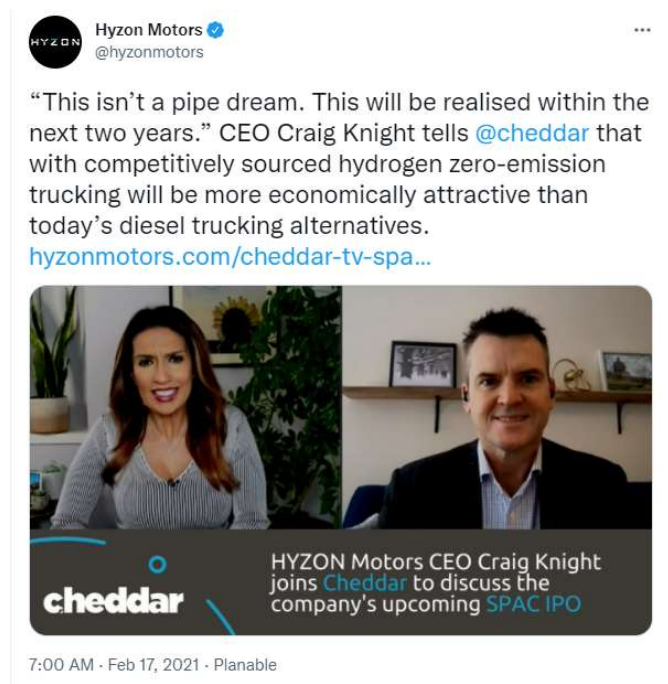 HYZON
Hyzon Motors
@hyzonmotors
“This isn’t a pipe dream. This will be realised within the
next two years.” CEO Craig Knight tells @cheddar that
with competitively sourced hydrogen zero-emission
trucking will be more economically attractive than
today’s diesel trucking alternatives.
hyzonmotors.com/cheddar-tv-spa...
cheddar
HYZON Motors CEO Craig Knight
joins Cheddar to discuss the
company's upcoming SPAC IPO
7:00 AM · Feb 17, 2021 · Planable